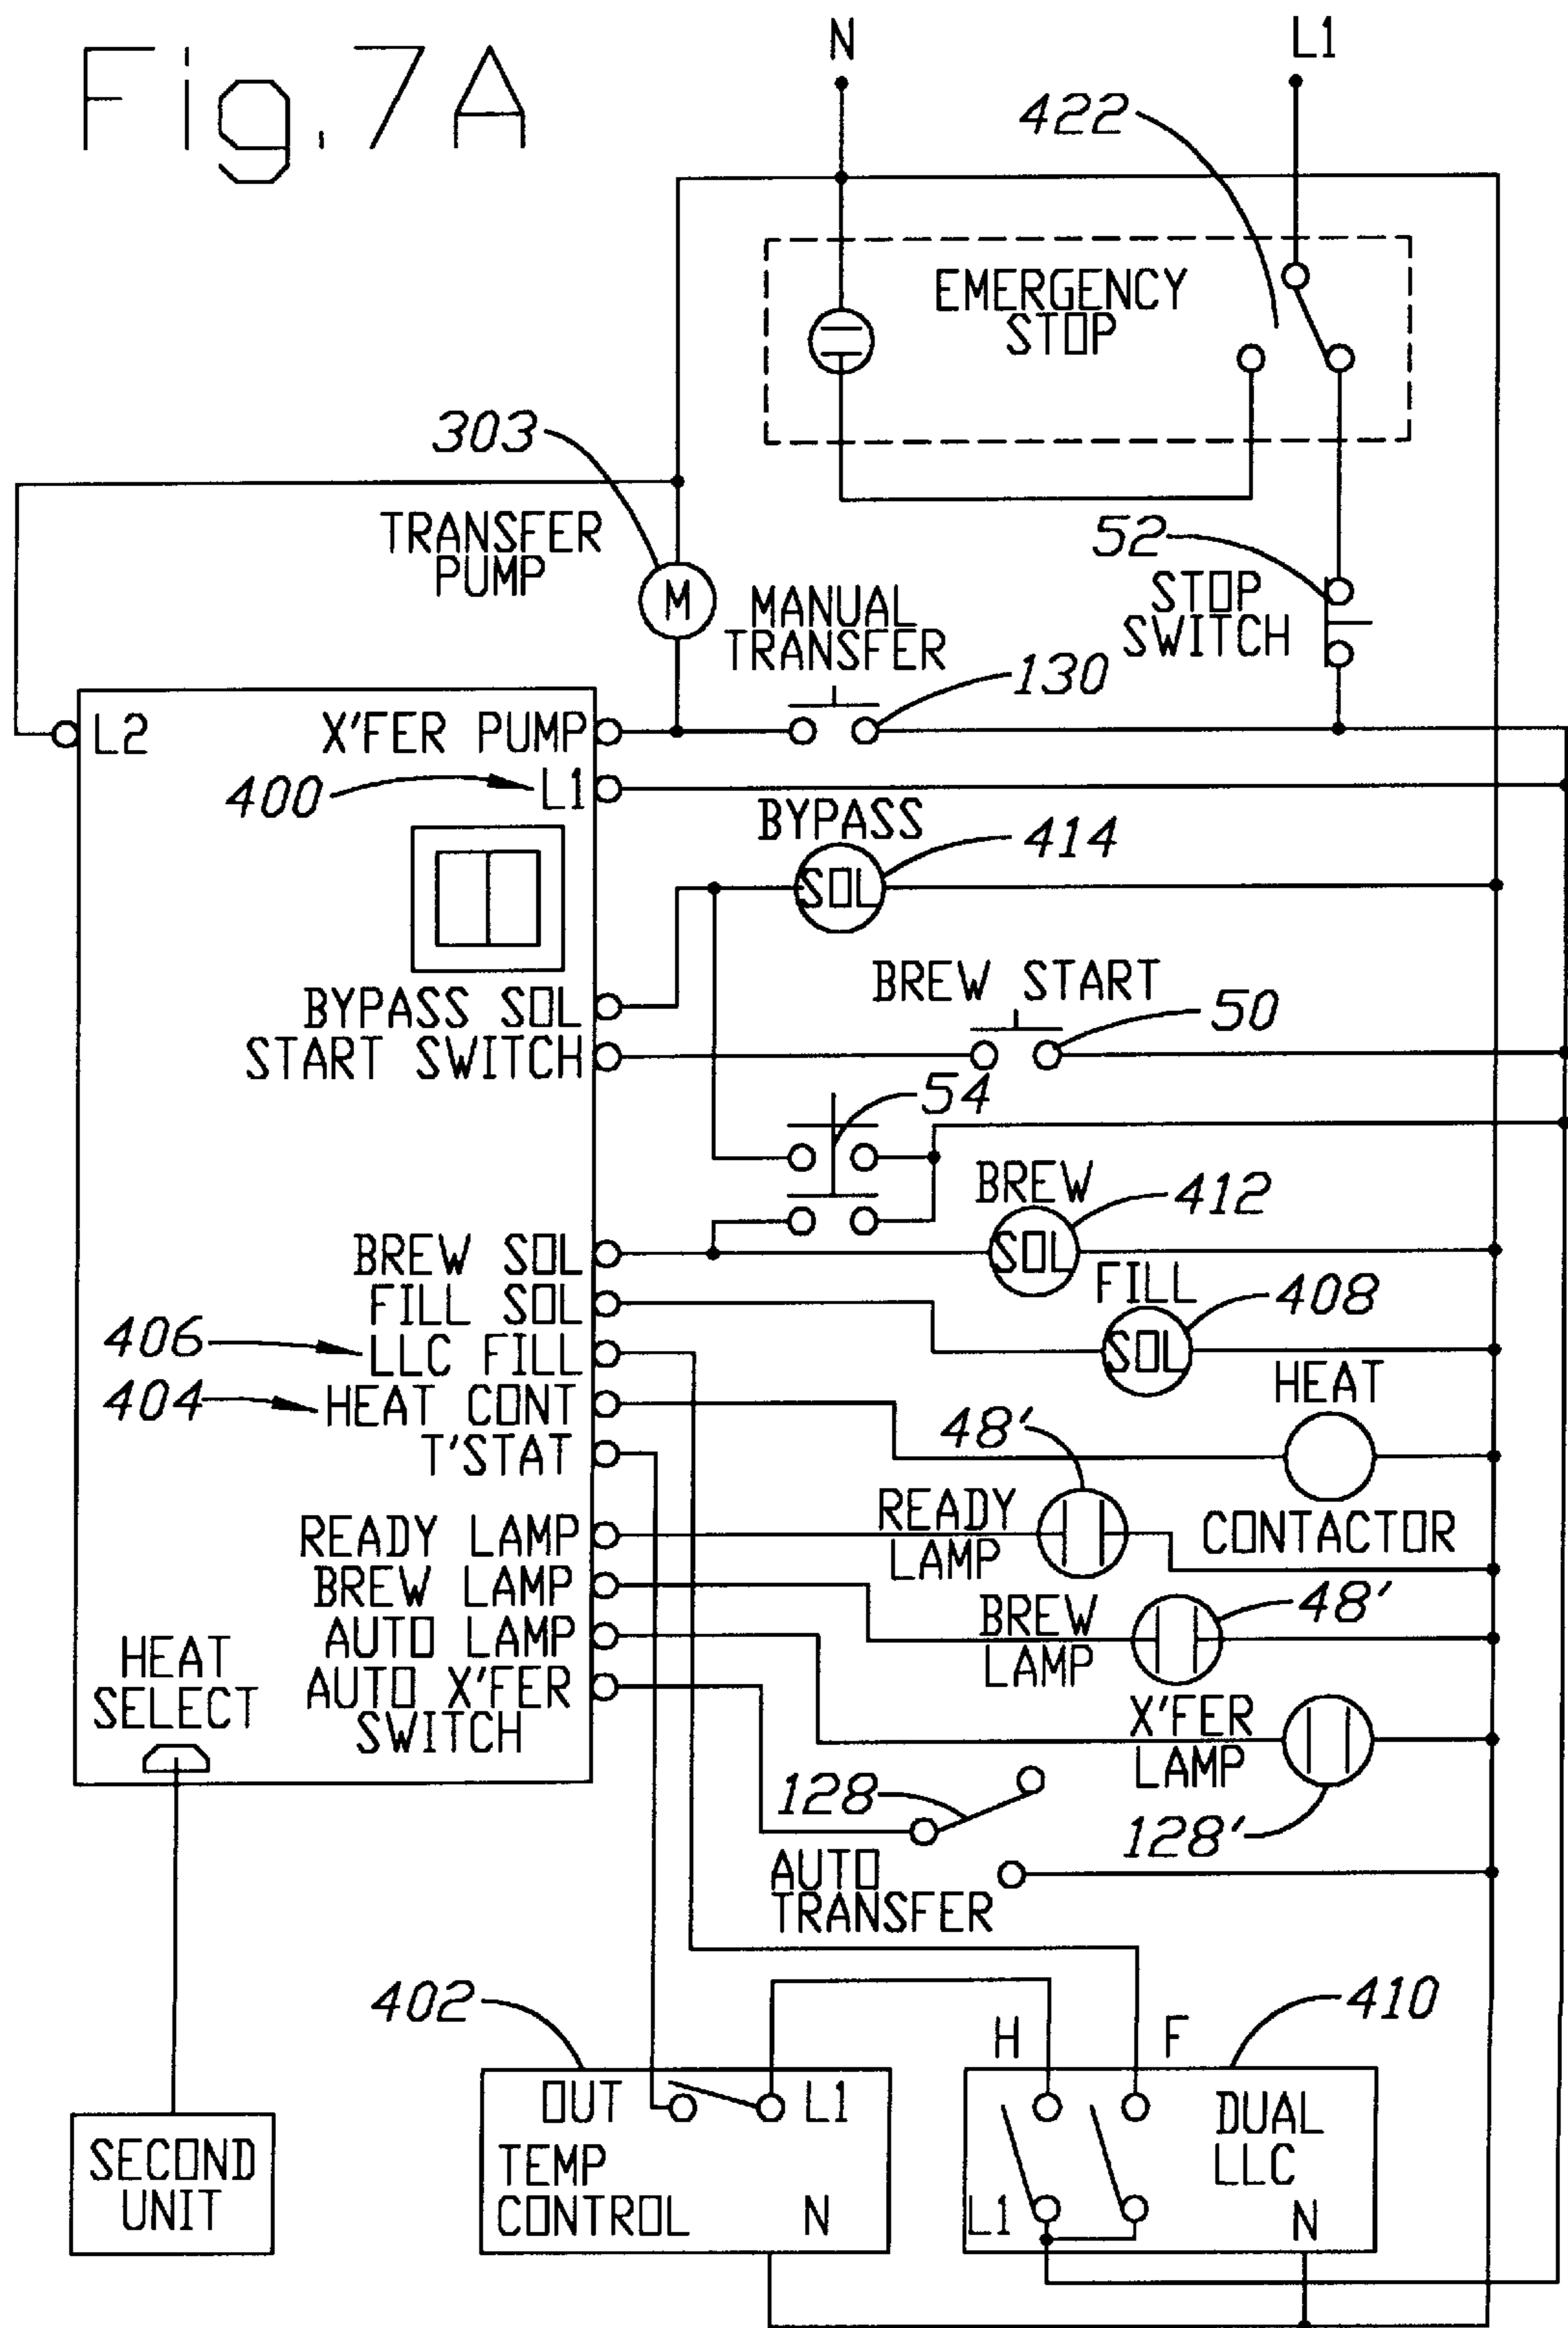 Fig. 7A
N
L1
422
EMERGENCY
STOP
303
TRANSFER
PUMP
52
STOP
SWITCH
M
MANUAL
TRANSFER
130
L2
X'FER PUMP
400
L1
BYPASS
414
SOL
BREW START
BYPASS SOL
50
START SWITCH
54
BREW
412
BREW SOL
SOL
FILL
FILL SOL
408
406
LLC FILL
SOL
HEAT
404
HEAT CONT
48'
T'STAT
READY
LAMP
CONTACTOR
READY LAMP
BREW LAMP
48'
BREW
LAMP
AUTO LAMP
HEAT
SELECT
AUTO X'FER
SWITCH
X'FER
LAMP
128
128'
AUTO
TRANSFER
402
410
H
F
OUT
L1
DUAL
LLC
TEMP
CONTROL
N
L1
N
SECOND
UNIT